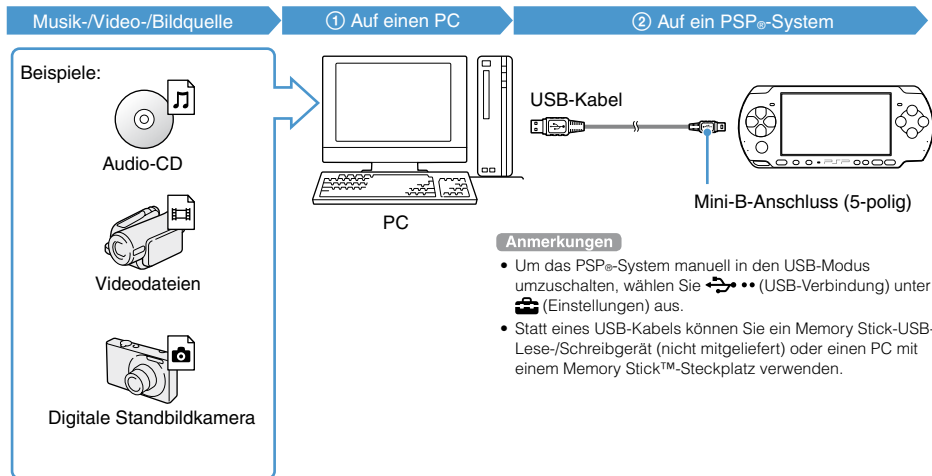 Musik-/Video-/Bildquelle
① Auf einen PC
② Auf ein PSP®-System
Beispiele:
Audio-CD
Videodateien
Digitale Standbildkamera
PC
USB-Kabel
PSP
Mini-B-Anschluss (5-polig)
Anmerkungen
• Um das PSP®-System manuell in den USB-Modus
umzuschalten, wählen Sie (USB-Verbindung) unter
(Einstellungen) aus.
• Statt eines USB-Kabels können Sie ein Memory Stick-USB-
Lese-/Schreibgerät (nicht mitgeliefert) oder einen PC mit
einem Memory Stick™-Steckplatz verwenden.